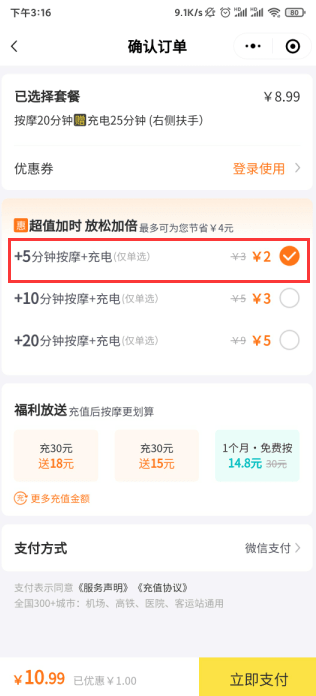 下午3:16 9.1K/s 80
确认订单
已选择套餐 ￥8.99
按摩20分钟赠充电25分钟 (右侧扶手)
优惠券 登录使用
惠 超值加时 放松加倍 最多可为您节省￥4元
+5分钟按摩+充电(仅单选) ￥3 ￥2
+10分钟按摩+充电(仅单选) ￥5 ￥3
+20分钟按摩+充电(仅单选) ￥9 ￥5
福利放送 充值后按摩更划算
充30元 充30元 1个月·免费按
送18元 送15元 14.8元 30元
更多充值金额
支付方式 微信支付
支付表示同意《服务声明》《充值协议》
全国300+城市：机场、高铁、医院、客运站通用
￥10.99 已优惠￥1.00 立即支付